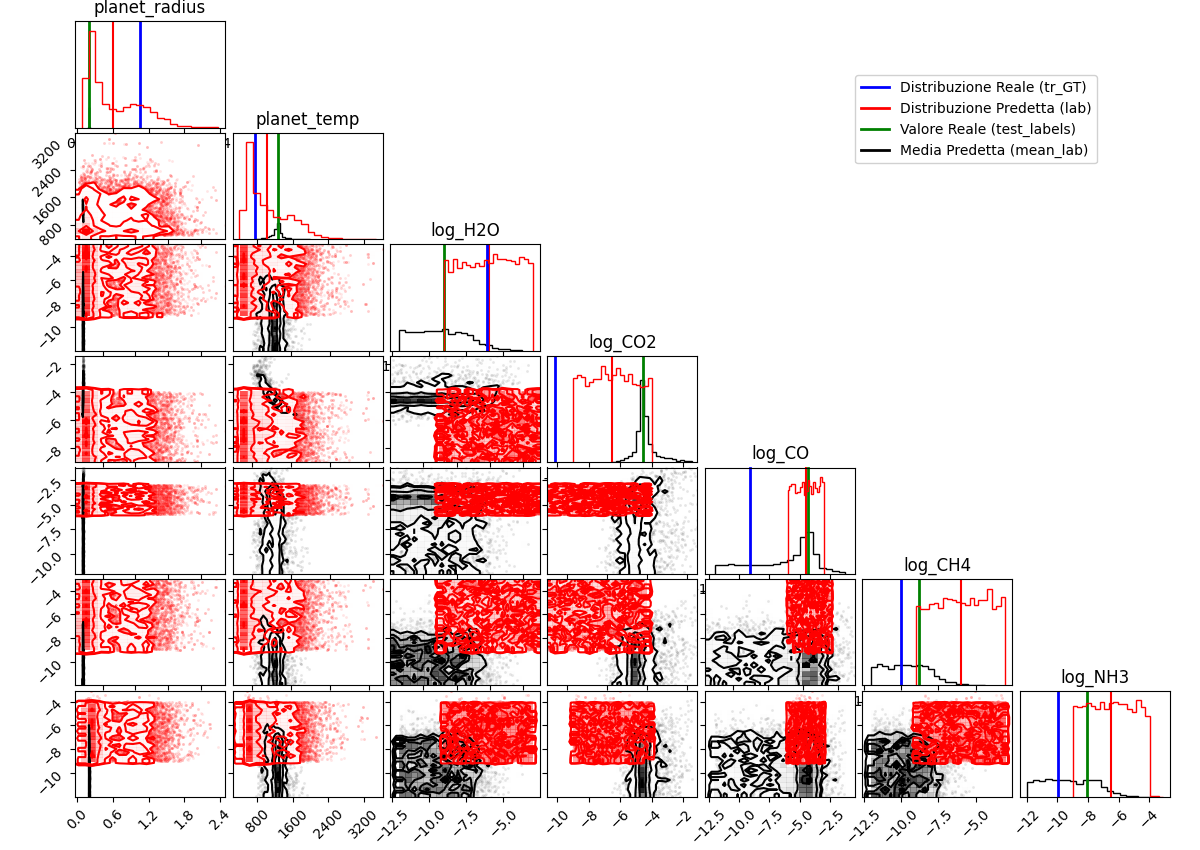 planet_radius
planet_temp
Distribuzione Reale (tr_GT)
Distribuzione Predetta (lab)
Valore Reale (test_labels)
Media Predetta (mean_lab)
3200
2400
1600
800
log_H2O
−4
−6
−8
−10
log_CO2
−2
−4
−6
−8
log_CO
−2.5
−5.0
−7.5
−10.0
log_CH4
−4
−6
−8
−10
log_NH3
−4
−6
−8
−10
0.0 0.6 1.2 1.8 2.4 800 1600 2400 3200 −12.5 −10.0 −7.5 −5.0 −10 −8 −6 −4 −2 −12.5 −10.0 −7.5 −5.0 −2.5 −12.5 −10.0 −7.5 −5.0 −12 −10 −8 −6 −4